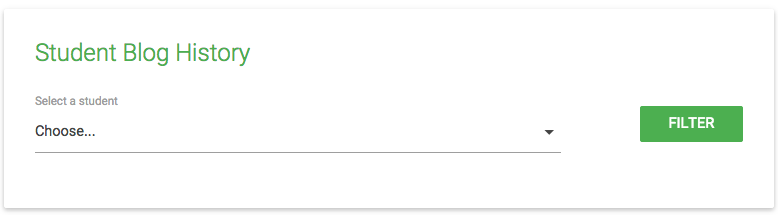 Student Blog History
Select a student
Choose...
FILTER